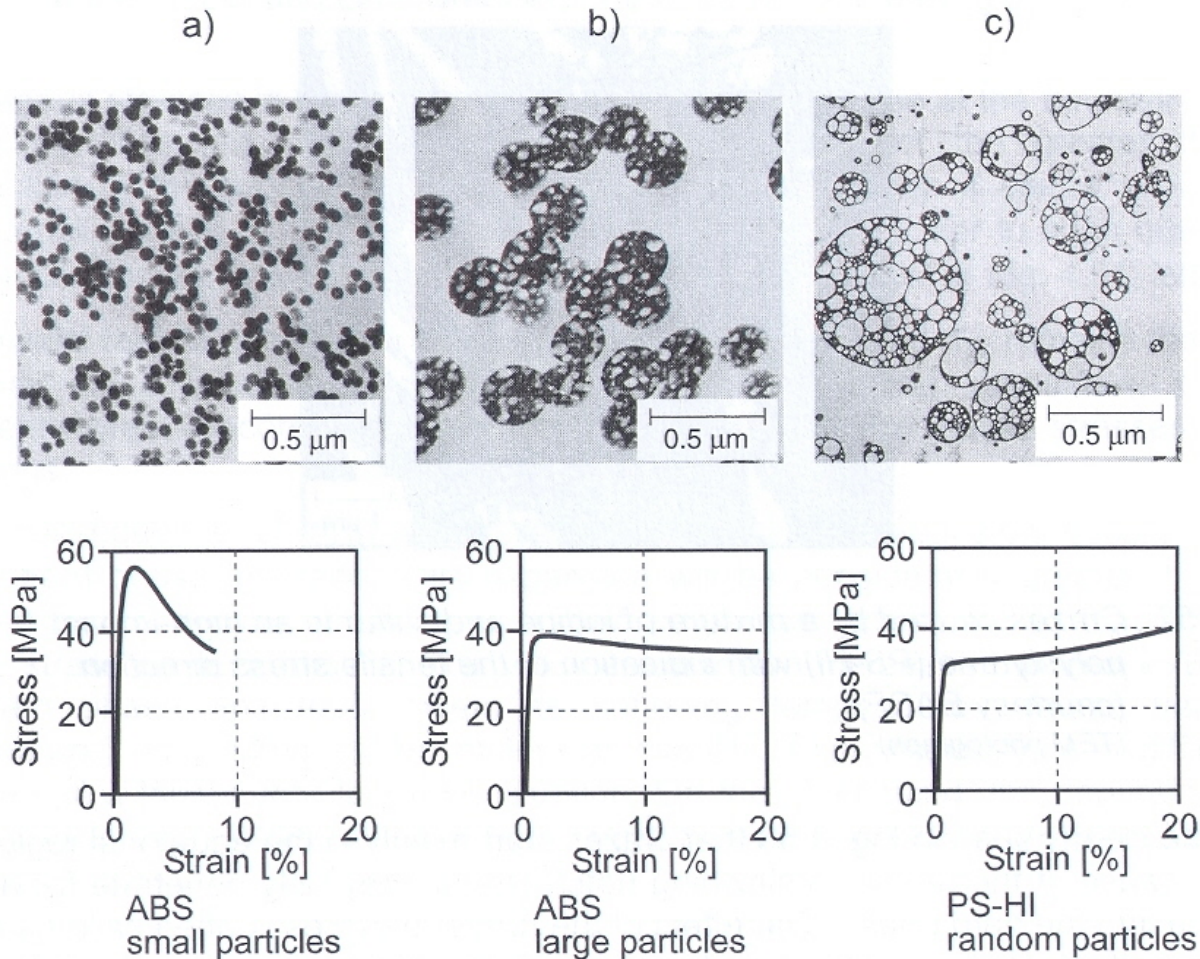 a)
b)
c)
0.5 µm
0.5 µm
0.5 µm
60
40
20
0
Stress [MPa]
0 10 20
Strain [%]
ABS
small particles
60
40
20
0
Stress [MPa]
0 10 20
Strain [%]
ABS
large particles
60
40
20
0
Stress [MPa]
0 10 20
Strain [%]
PS-HI
random particles